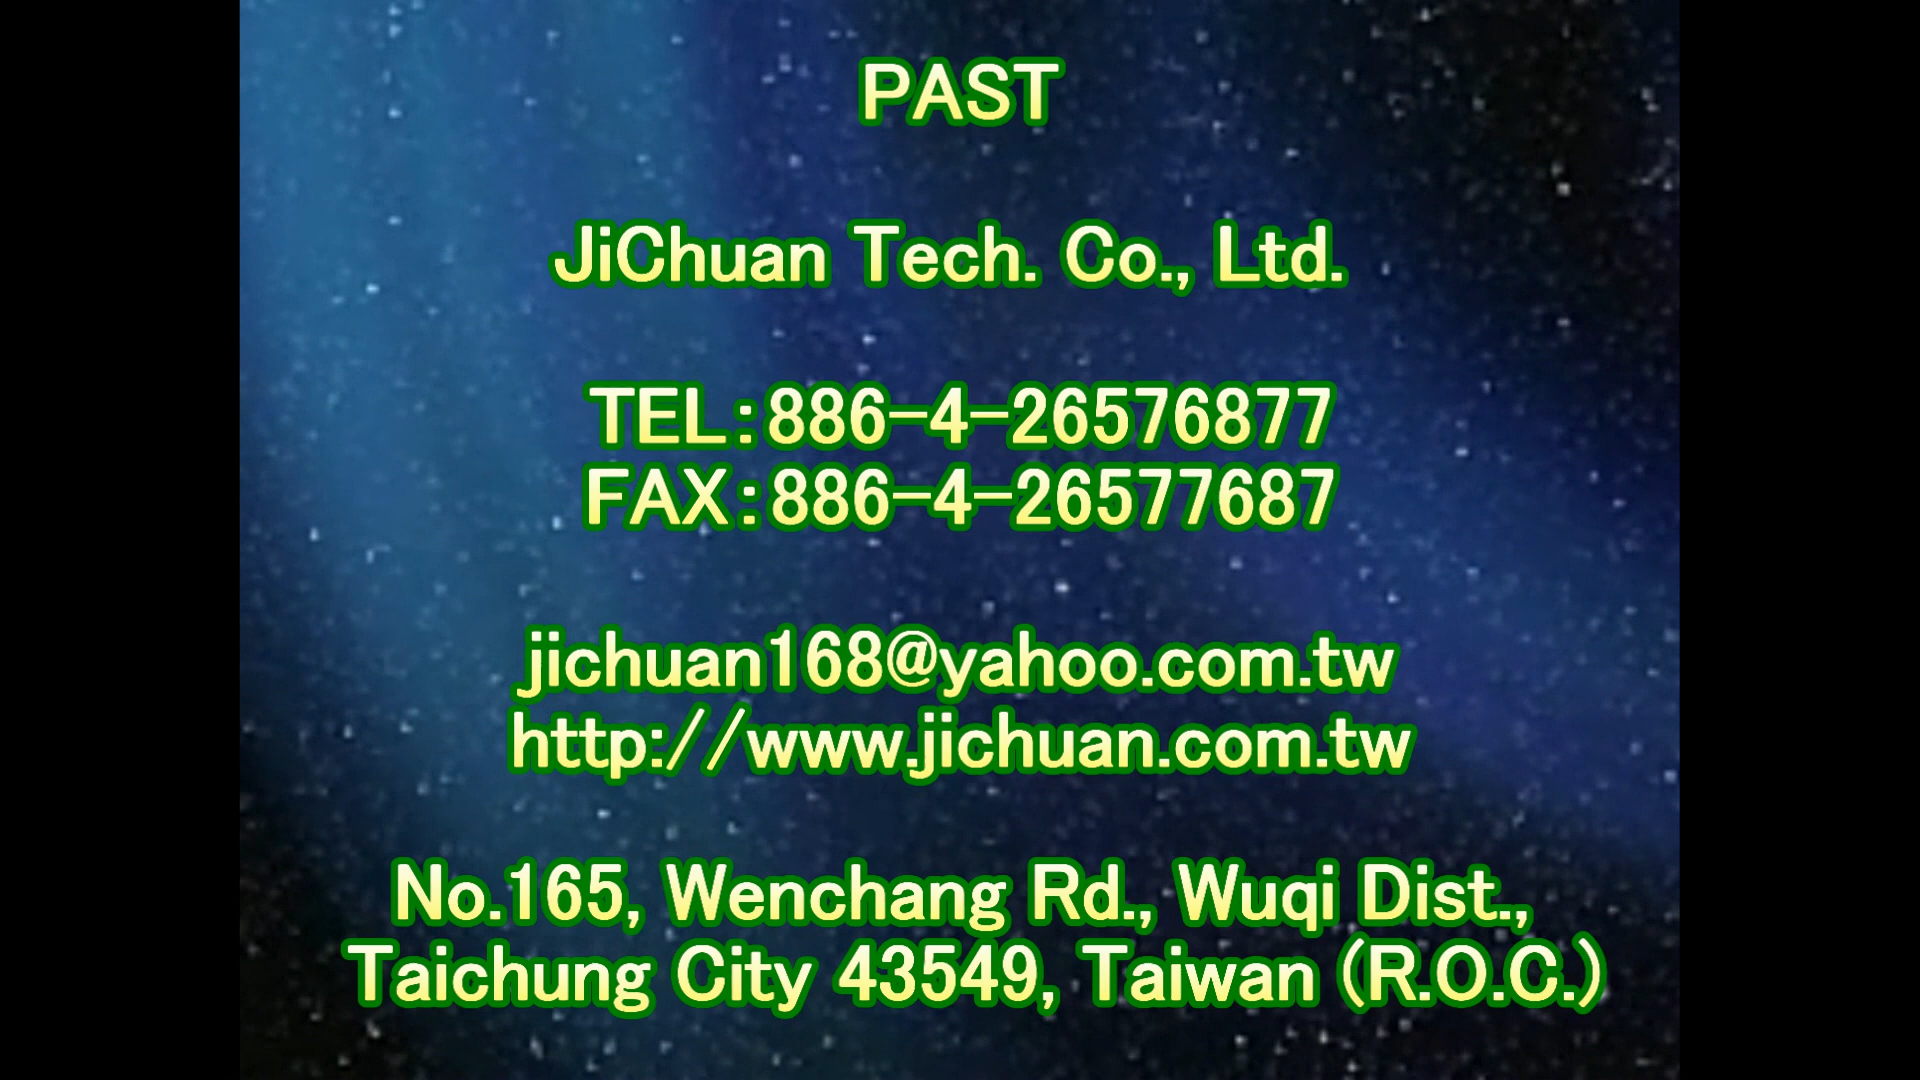 PAST
JiChuan Tech. Co., Ltd.
TEL:886-4-26576877
FAX:886-4-26577687
jichuan168@yahoo.com.tw
http://www.jichuan.com.tw
No.165, Wenchang Rd., Wuqi Dist.,
Taichung City 43549, Taiwan (R.O.C.)